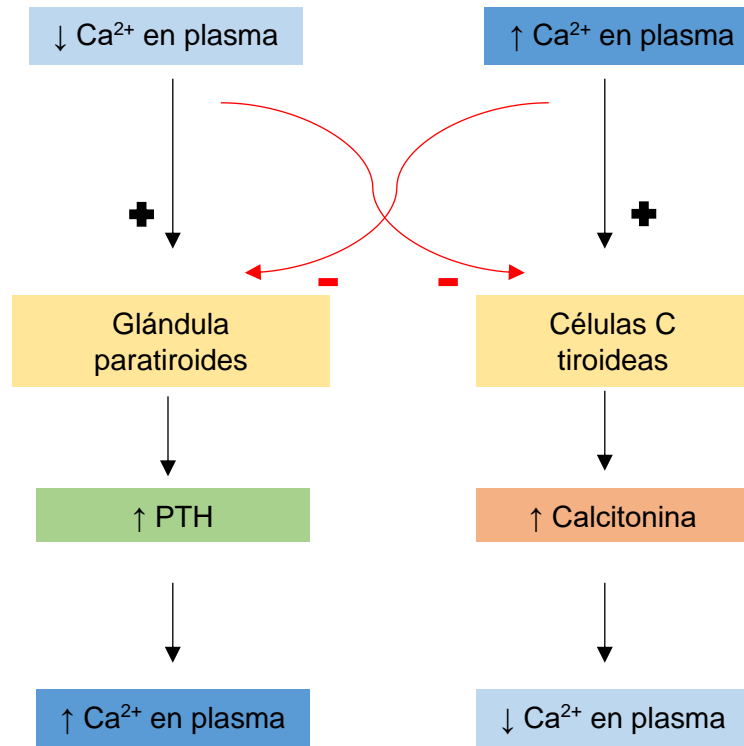 ↓ Ca²⁺ en plasma
↑ Ca²⁺ en plasma
+
+
-
-
Glándula
paratiroides
Células C
tiroideas
↑ PTH
↑ Calcitonina
↑ Ca²⁺ en plasma
↓ Ca²⁺ en plasma